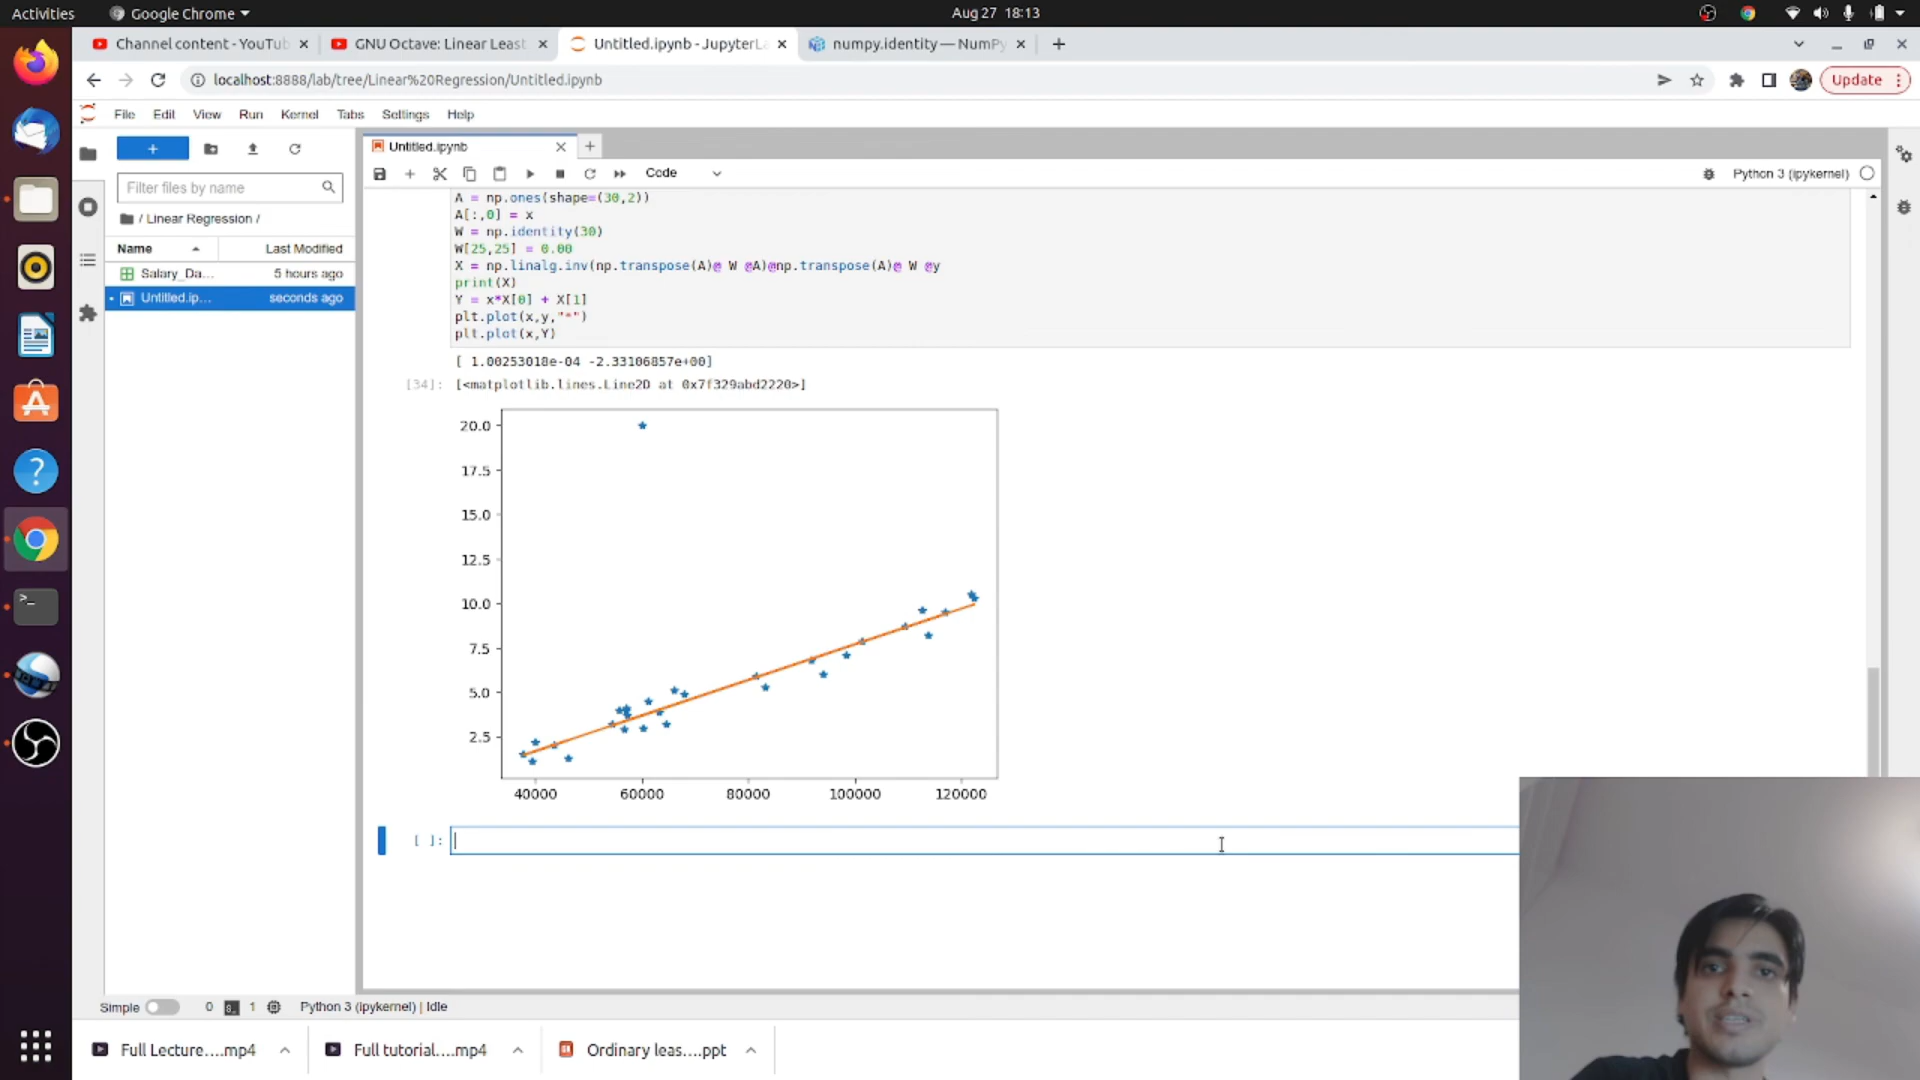 Activities
Google Chrome
Aug 27 18:13
Channel content - YouTub
GNU Octave: Linear Least
Untitled.ipynb - JupyterLa
numpy.identity — NumPy
localhost:8888/lab/tree/Linear%20Regression/Untitled.ipynb
Update
File Edit View Run Kernel Tabs Settings Help
Untitled.ipynb
Filter files by name
Code
Python 3 (ipykernel)
/ Linear Regression /
Name
Last Modified
Salary_Da...
5 hours ago
Untitled.ip...
seconds ago
A = np.ones(shape=(30,2))
A[:,0] = x
W = np.identity(30)
W[25,25] = 0.00
X = np.linalg.inv(np.transpose(A)@ W @A)@np.transpose(A)@ W @y
print(X)
Y = x*X[0] + X[1]
plt.plot(x,y,"*")
plt.plot(x,Y)
[ 1.00253018e-04 -2.33106857e+00]
[34]: [<matplotlib.lines.Line2D at 0x7f329abd2220>]
20.0
17.5
15.0
12.5
10.0
7.5
5.0
2.5
40000 60000 80000 100000 120000
[ ]:
Simple
0
1
Python 3 (ipykernel) | Idle
Full Lecture....mp4
Full tutorial....mp4
Ordinary leas....ppt